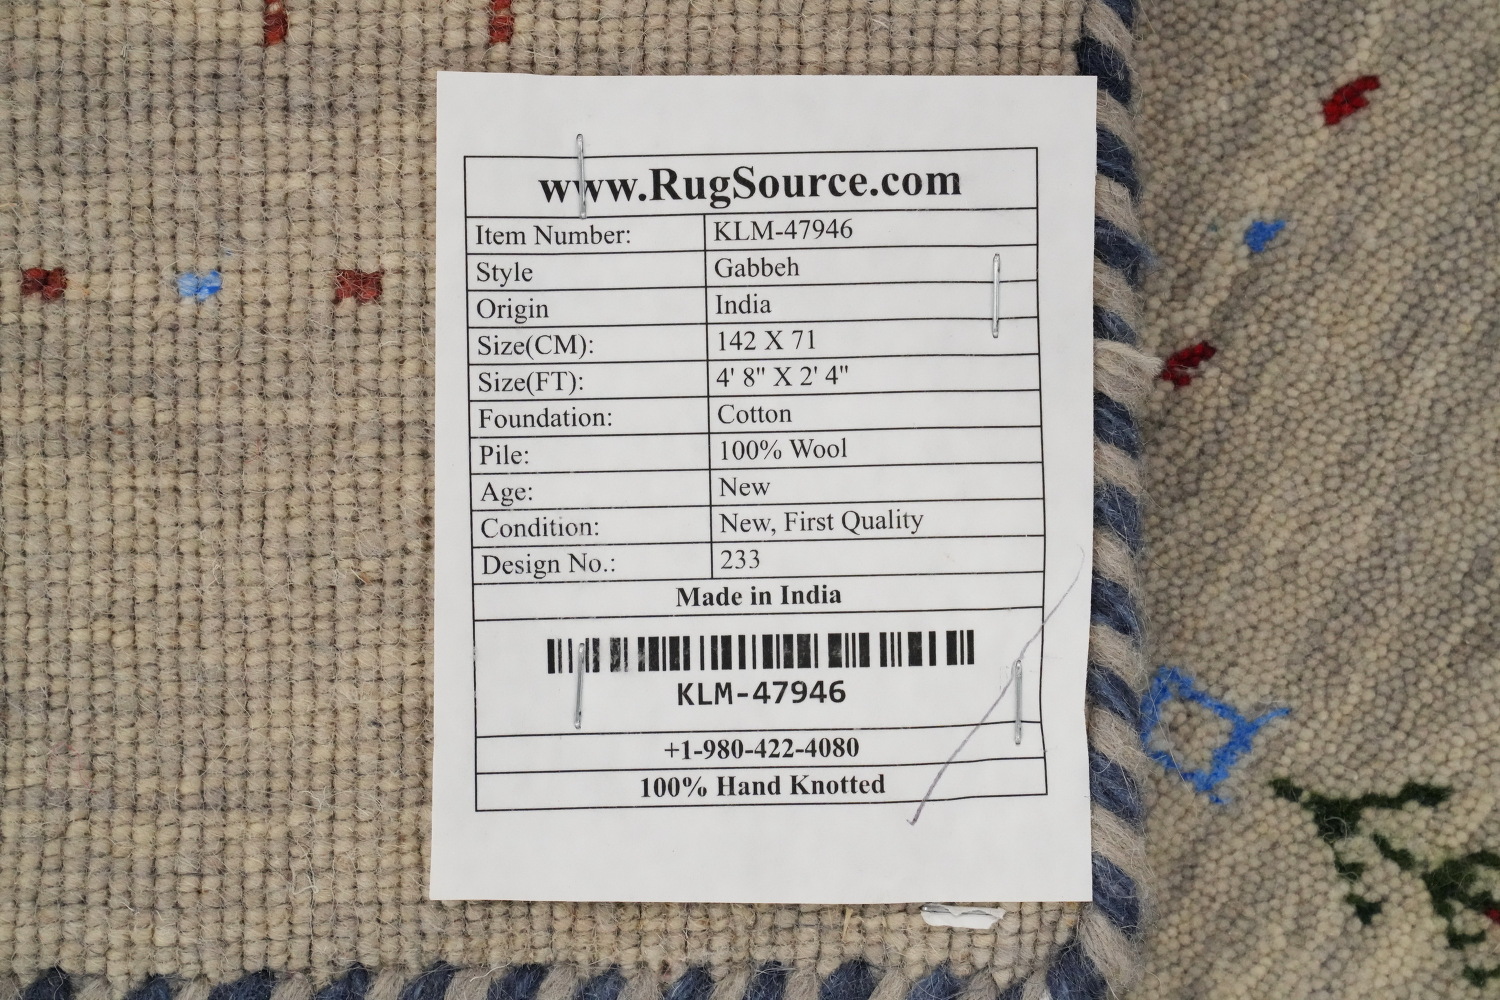 www.RugSource.com
Item Number: KLM-47946
Style Gabbeh
Origin India
Size(CM): 142 X 71
Size(FT): 4' 8" X 2' 4"
Foundation: Cotton
Pile: 100% Wool
Age: New
Condition: New, First Quality
Design No.: 233
Made in India
KLM-47946
+1-980-422-4080
100% Hand Knotted